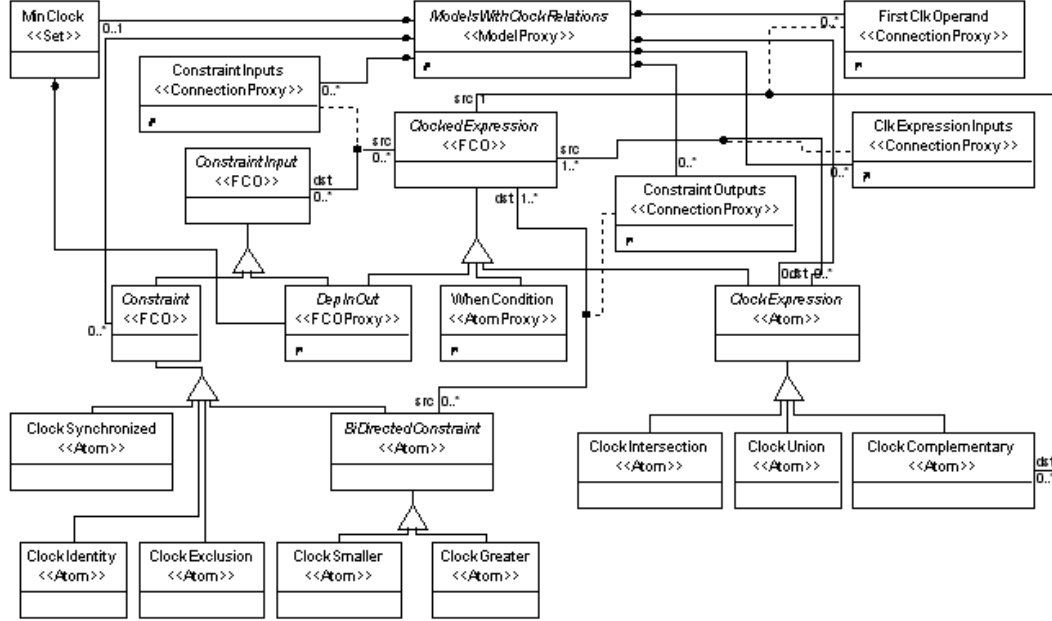 MinClock
<<Set>>
0..1
ModelsWithClockRelations
<<ModelProxy>>
0..*
FirstClkOperand
<<ConnectionProxy>>
ConstraintInputs
<<ConnectionProxy>>
0..*
src 1
ClockedExpression
<<FCO>>
src
0..*
src
1..*
ClkExpressionInputs
<<ConnectionProxy>>
0..*
ConstraintInput
<<FCO>>
dst
0..*
dst 1..*
0..*
ConstraintOutputs
<<ConnectionProxy>>
Constraint
<<FCO>>
0..*
DepInOut
<<FCOProxy>>
WhenCondition
<<AtomProxy>>
0dst 0..*
ClockExpression
<<Atom>>
src 0..*
ClockSynchronized
<<Atom>>
BiDirectedConstraint
<<Atom>>
ClockIntersection
<<Atom>>
ClockUnion
<<Atom>>
ClockComplementary
<<Atom>>
dst
0..*
ClockIdentity
<<Atom>>
ClockExclusion
<<Atom>>
ClockSmaller
<<Atom>>
ClockGreater
<<Atom>>